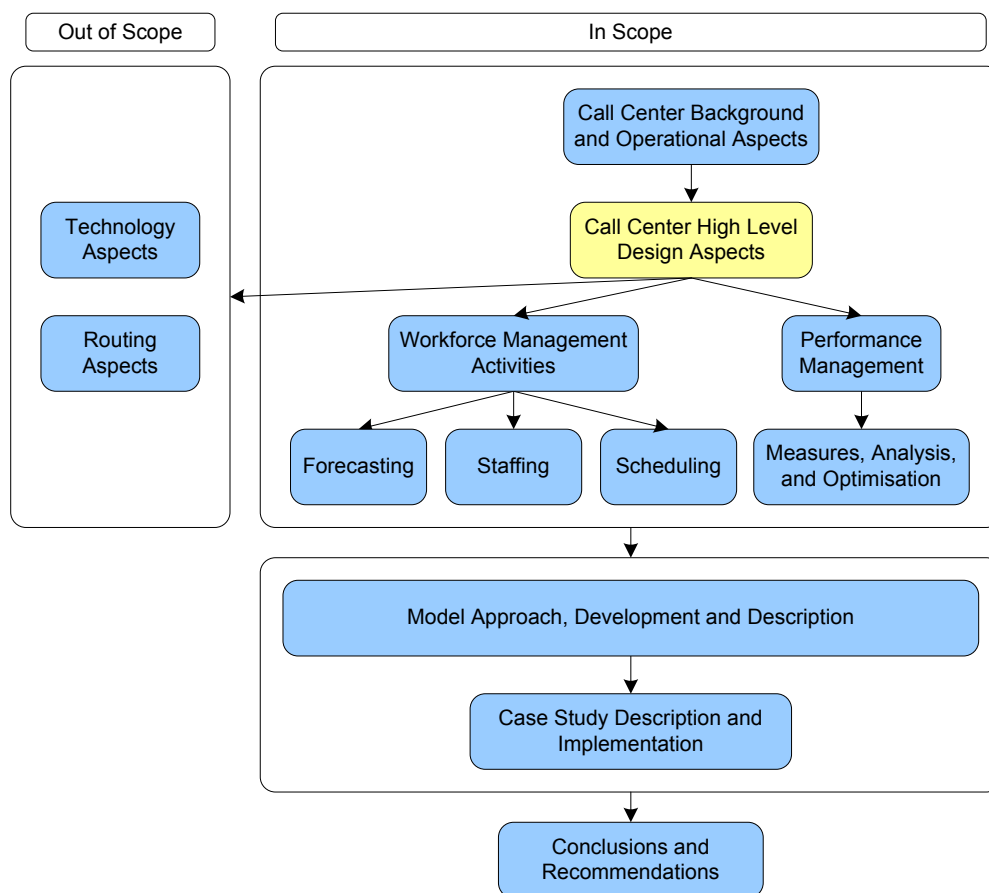 Out of Scope
In Scope
Call Center Background
and Operational Aspects
Technology
Aspects
Call Center High Level
Design Aspects
Routing
Aspects
Workforce Management
Activities
Performance
Management
Forecasting
Staffing
Scheduling
Measures, Analysis,
and Optimisation
Model Approach, Development and Description
Case Study Description and
Implementation
Conclusions and
Recommendations